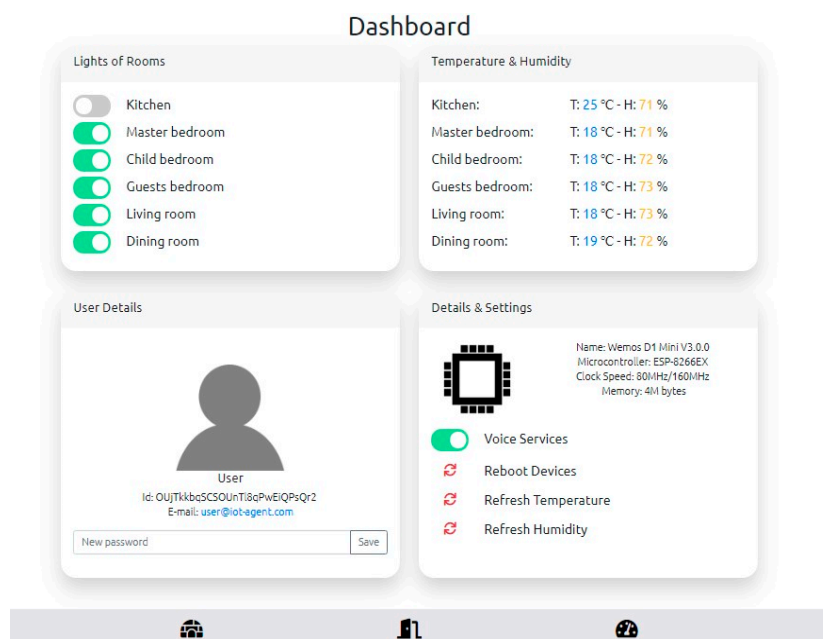 Dashboard
Lights of Rooms
Kitchen
Master bedroom
Child bedroom
Guests bedroom
Living room
Dining room
Temperature & Humidity
Kitchen: T: 25 °C - H: 71 %
Master bedroom: T: 18 °C - H: 71 %
Child bedroom: T: 18 °C - H: 72 %
Guests bedroom: T: 18 °C - H: 73 %
Living room: T: 18 °C - H: 73 %
Dining room: T: 19 °C - H: 72 %
User Details
User
Id: OUjTkkbqSCSOUnTi8qPwEiQPsQr2
E-mail: user@iot-agent.com
New password
Save
Details & Settings
Name: Wemos D1 Mini V3.0.0
Microcontroller: ESP-8266EX
Clock Speed: 80MHz/160MHz
Memory: 4M bytes
Voice Services
Reboot Devices
Refresh Temperature
Refresh Humidity